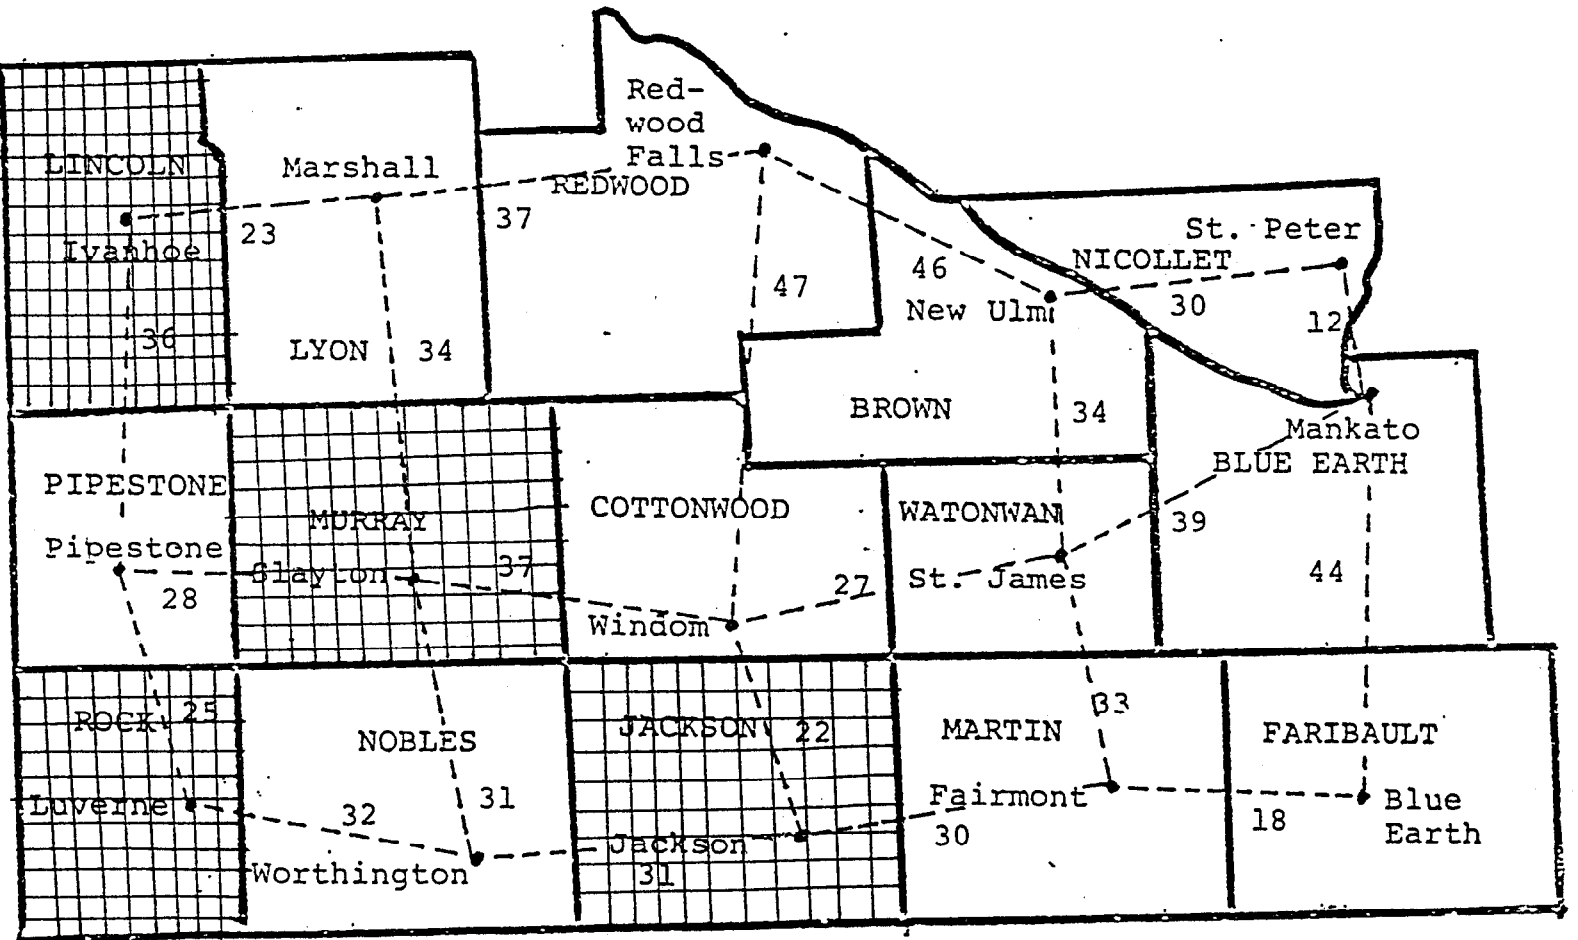 Red-
wood
Falls
LINCOLN
Marshall
REDWOOD
Ivanhoe
23
37
St. Peter
NICOLLET
46
47
New Ulm
30
12
36
LYON
34
BROWN
34
Mankato
BLUE EARTH
PIPESTONE
MURRAY
COTTONWOOD
WATONWAN
39
Pipestone
Slayton
37
28
27
St. James
44
Windom
ROCK
25
NOBLES
JACKSON
22
MARTIN
33
FARIBAULT
Luverne
32
31
Fairmont
Blue
Earth
30
18
Worthington
Jackson
31